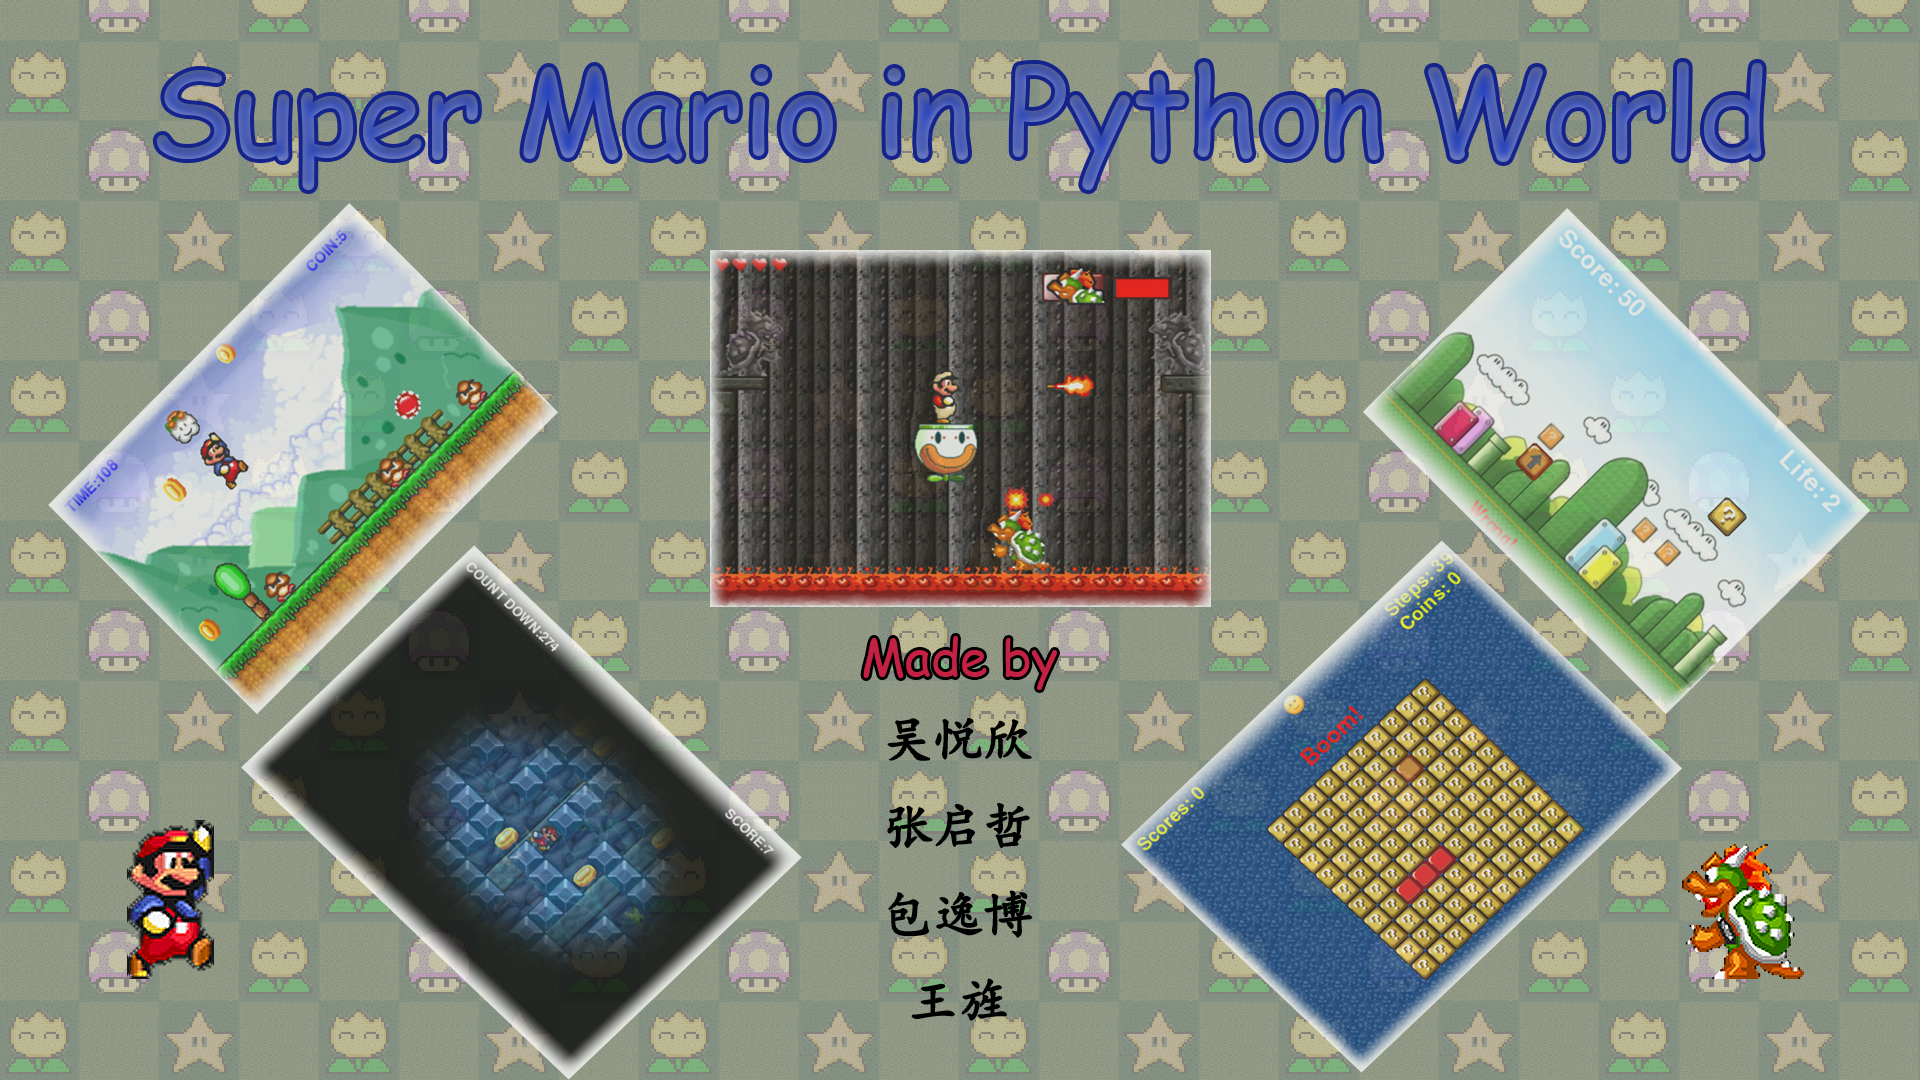 Super Mario in Python World
COIN:5
TIME:108
COUNT DOWN:274
SCORE:7
Score: 50
Life: 2
Wrong!
Steps: 39
Coins: 0
Boom!
Scores: 0
Made by
吴悦欣
张启哲
包逸博
王旌